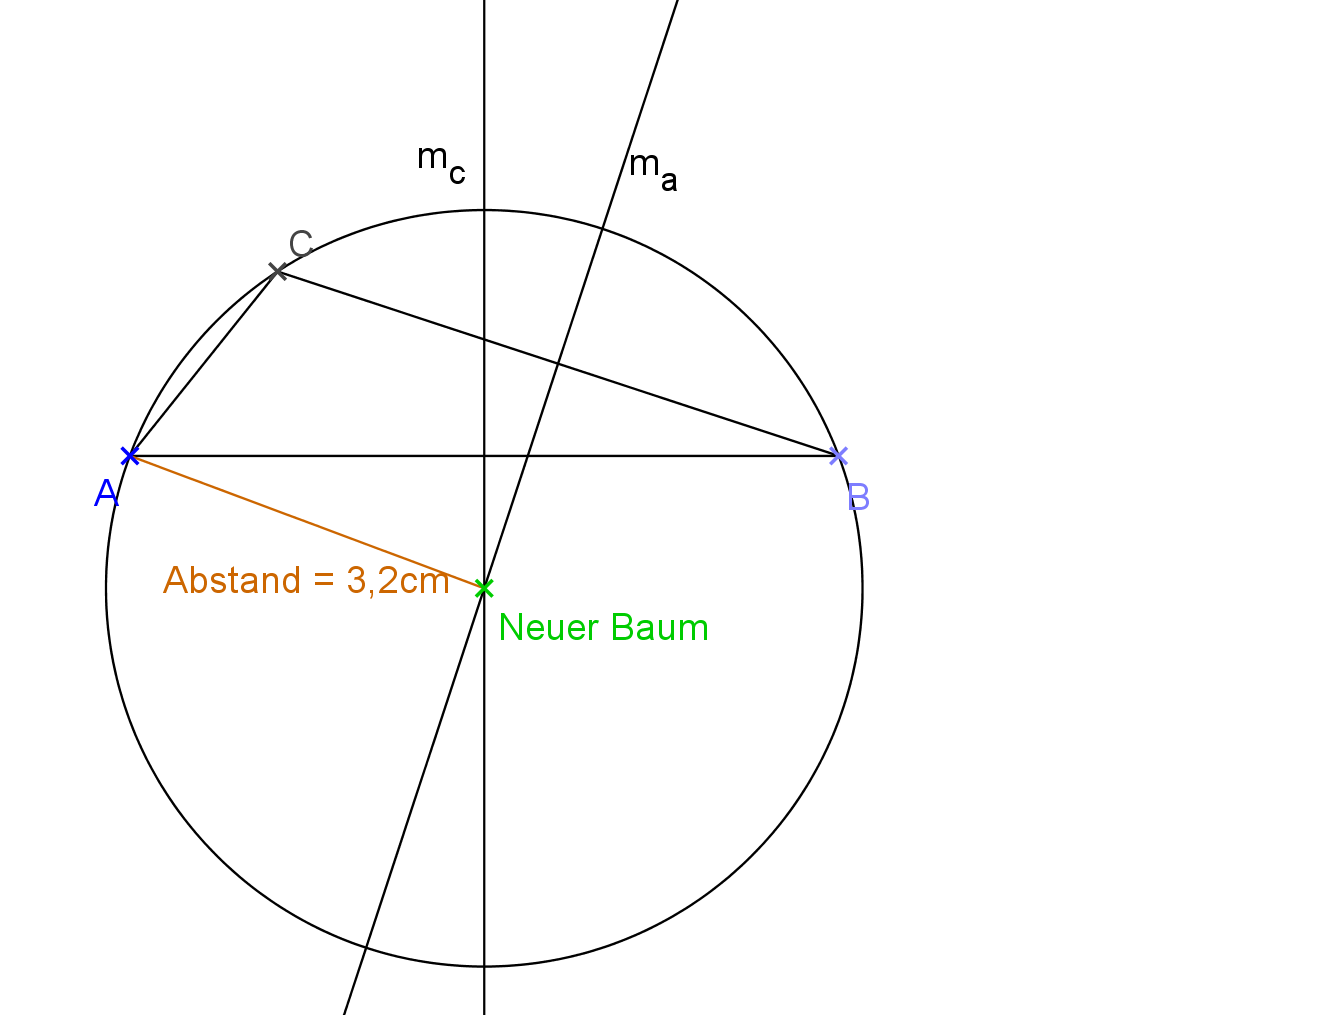 m_c
m_a
C
A
B
Abstand = 3,2cm
Neuer Baum